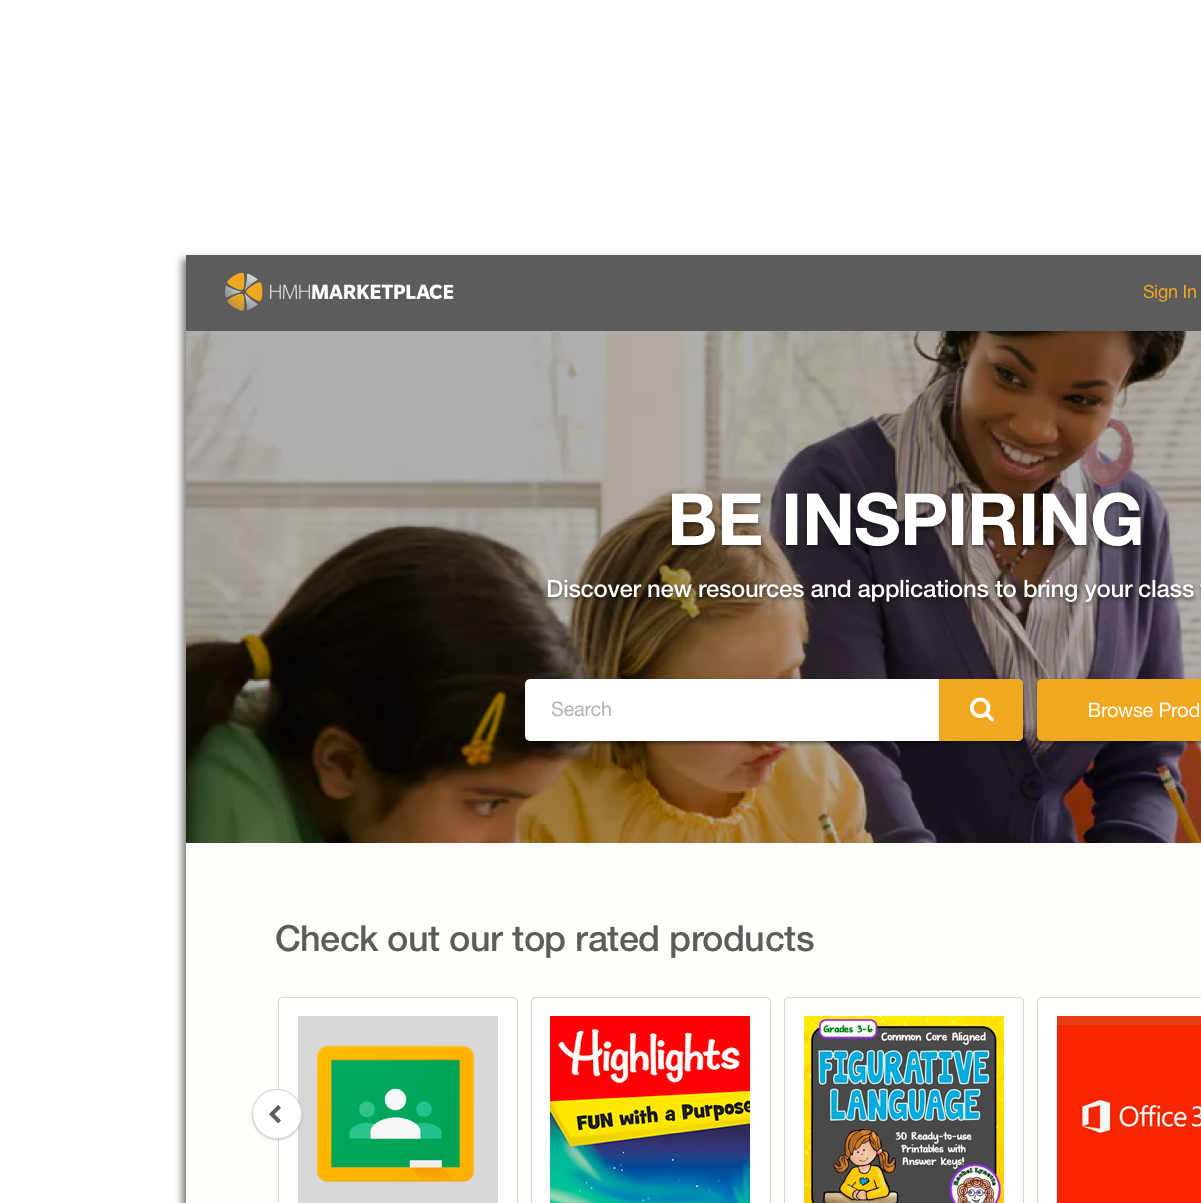 HMHMARKETPLACE
Sign In
BE INSPIRING
Discover new resources and applications to bring your class
Search
Browse Prod
Check out our top rated products
Highlights
FUN with a Purpose
Grades 3-6
Common Core Aligned
FIGURATIVE
LANGUAGE
30 Ready-to-use
Printables with
Answer Keys!
Rachel Lynette
Office 3